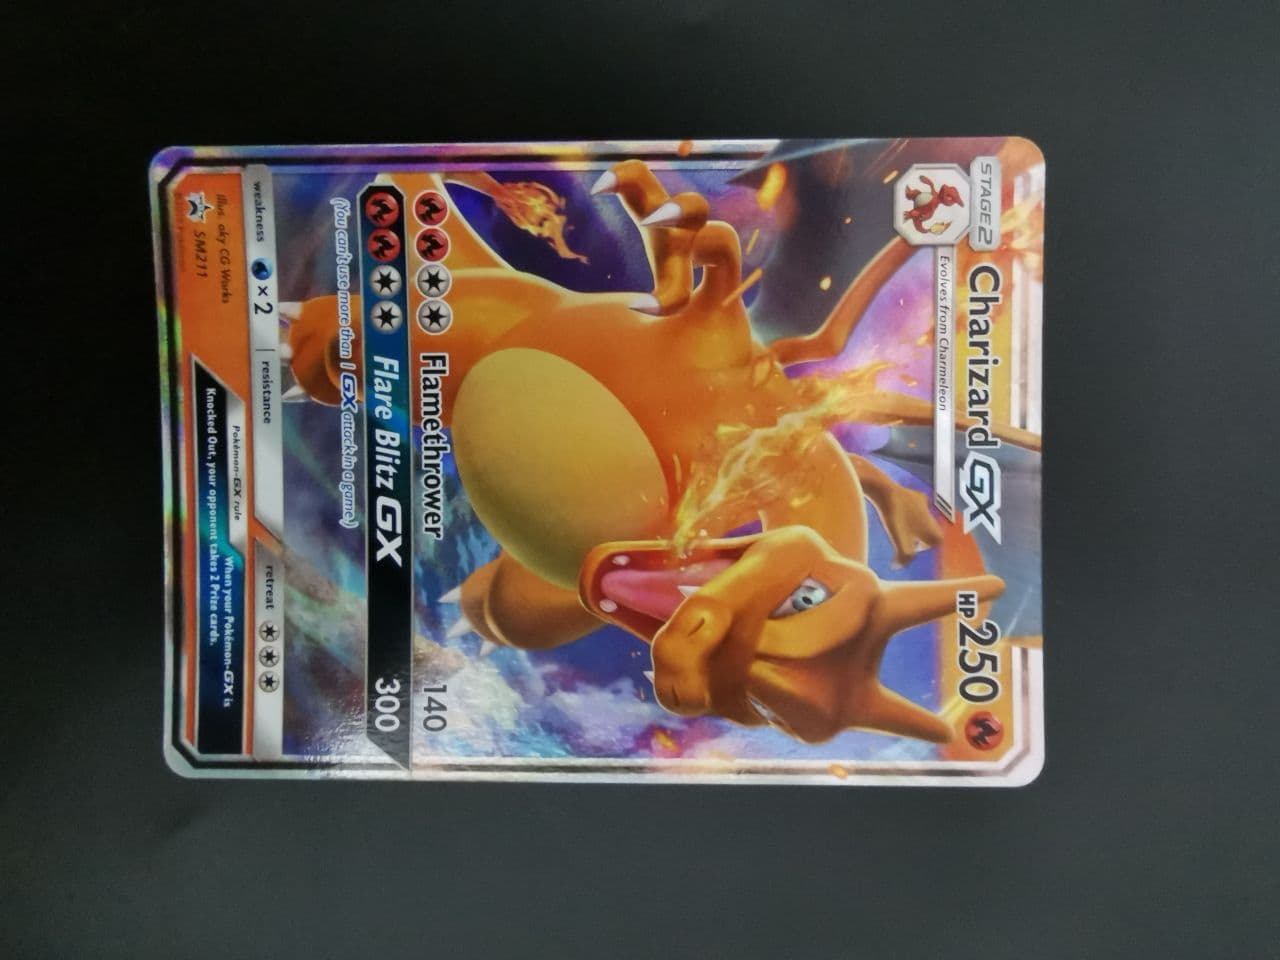 STAGE2 Charizard GX HP250
Evolves from Charmeleon
Flamethrower 140
Flare Blitz GX 300
(You can't use more than 1 GX attack in a game.)
weakness ×2 resistance retreat
Pokémon-GX rule
When your Pokémon-GX is
Knocked Out, your opponent takes 2 Prize cards.
Illus. aky CG Works
SM211